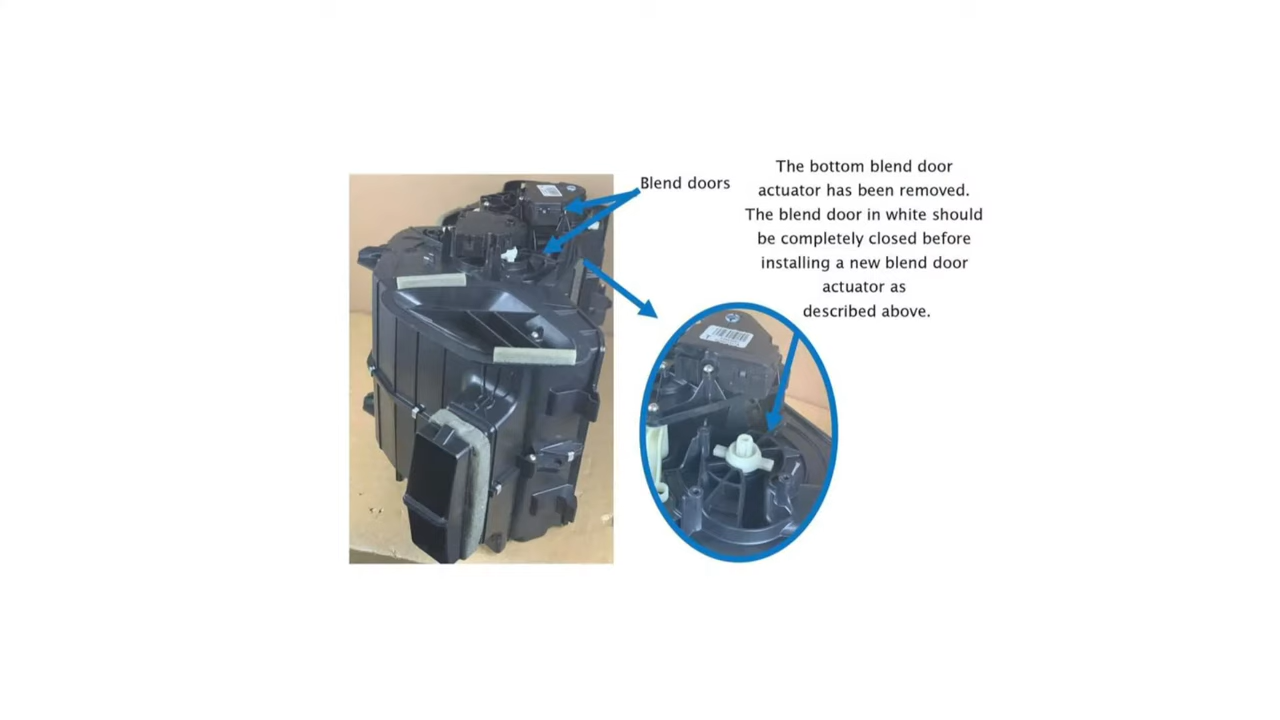 Blend doors
The bottom blend door
actuator has been removed.
The blend door in white should
be completely closed before
installing a new blend door
actuator as
described above.